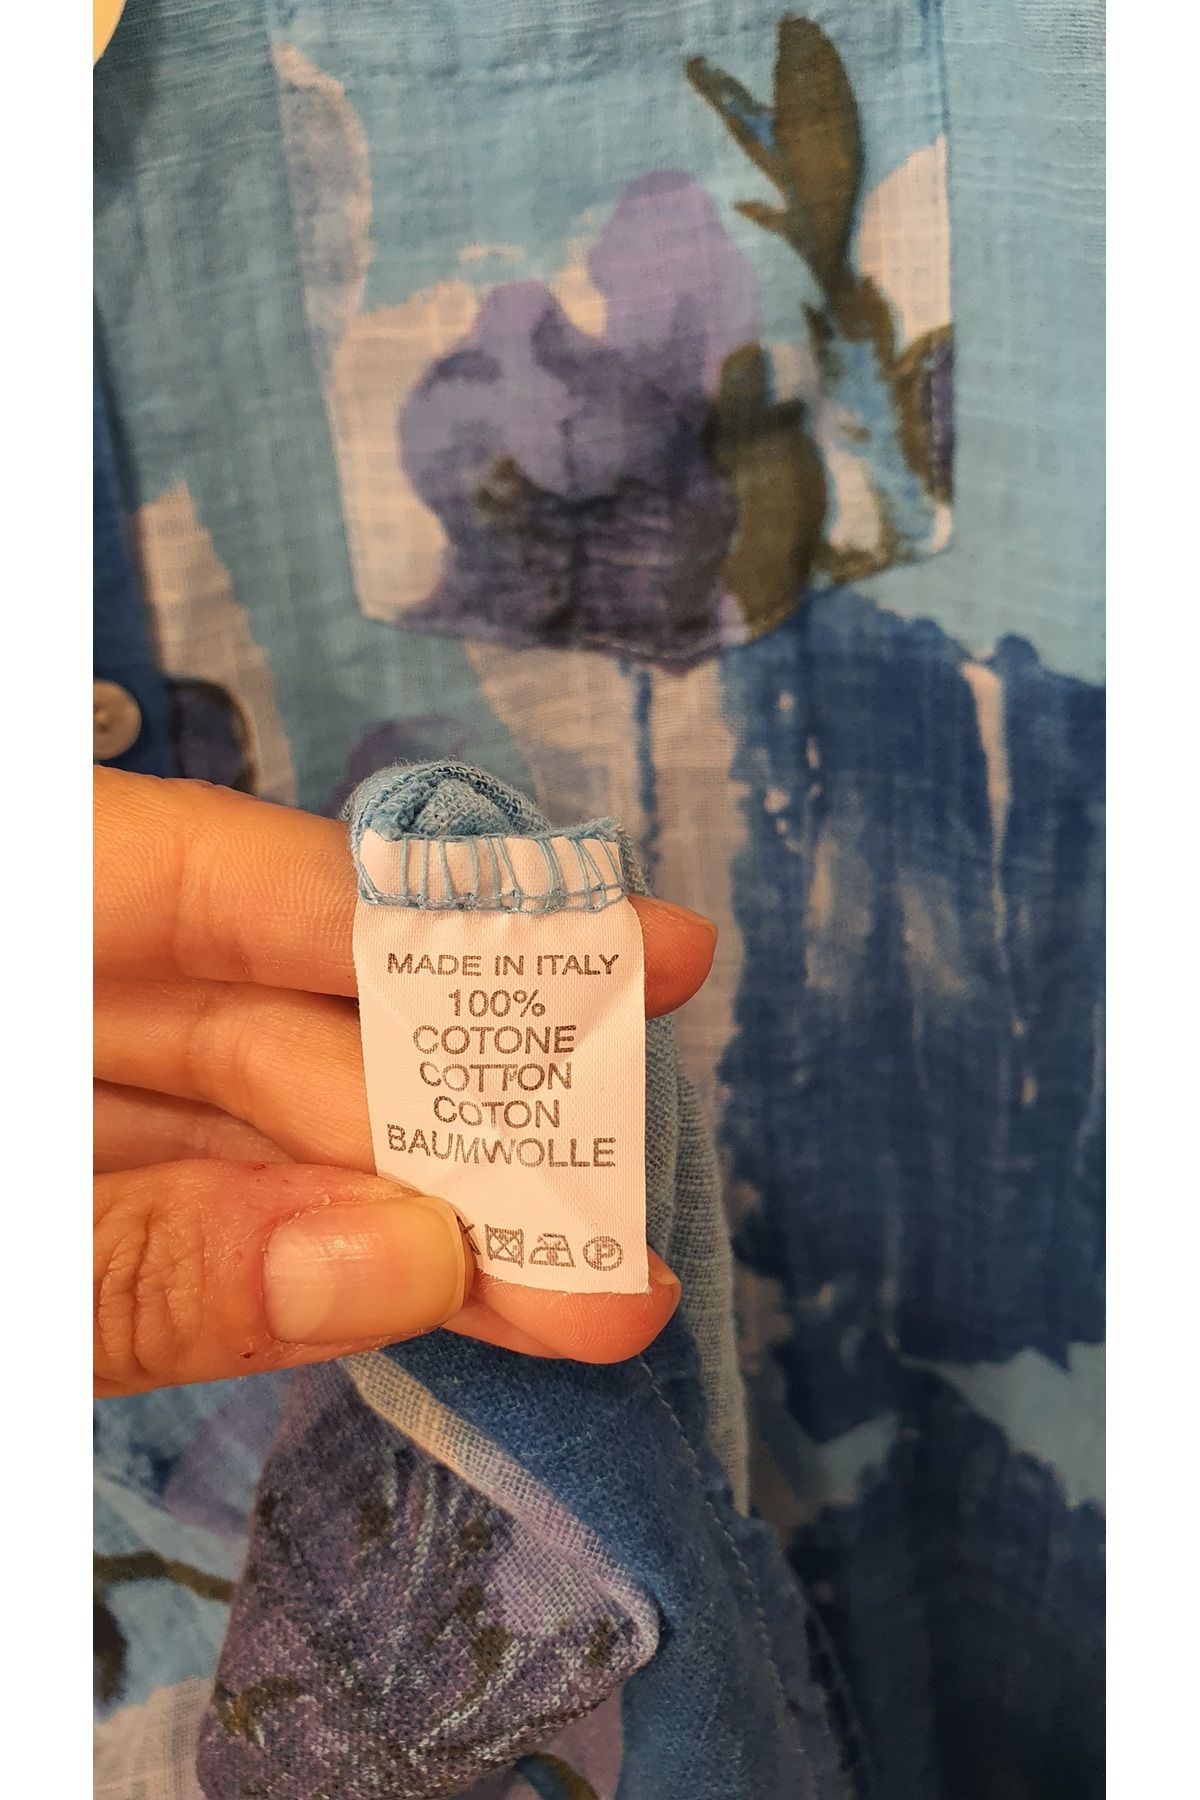 MADE IN ITALY
100%
COTONE
COTTON
COTON
BAUMWOLLE
P